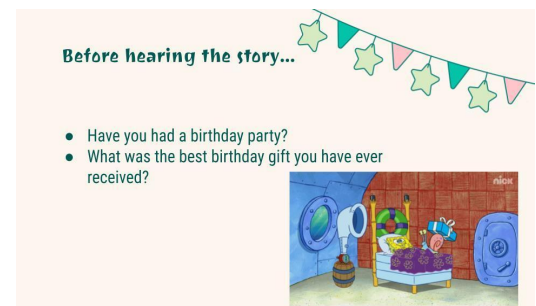 Before hearing the story...
● Have you had a birthday party?
● What was the best birthday gift you have ever
received?
nick